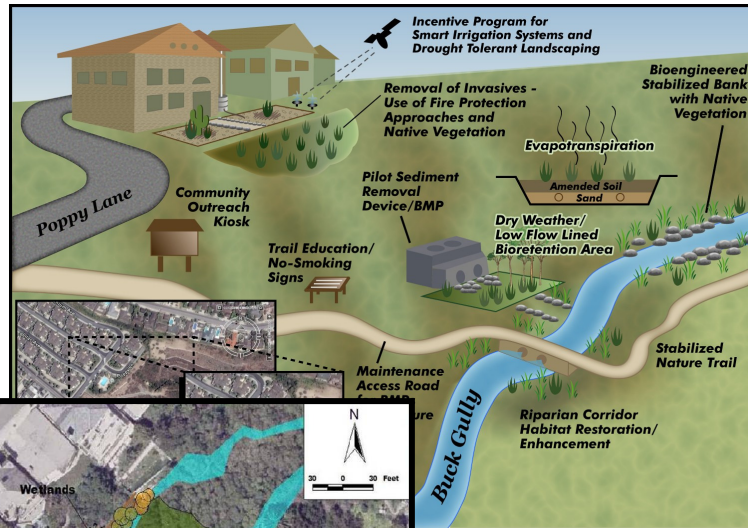 Incentive Program for
Smart Irrigation Systems and
Drought Tolerant Landscaping
Removal of Invasives -
Use of Fire Protection
Approaches and
Native Vegetation
Bioengineered
Stabilized Bank
with Native
Vegetation
Evapotranspiration
Amended Soil
Sand
Pilot Sediment
Removal
Device/BMP
Community
Outreach
Kiosk
Poppy Lane
Dry Weather/
Low Flow Lined
Bioretention Area
Trail Education/
No-Smoking
Signs
Maintenance
Access Road
Stabilized
Nature Trail
Riparian Corridor
Habitat Restoration/
Enhancement
Buck Gully
N
30 0 30 Feet
Wetlands